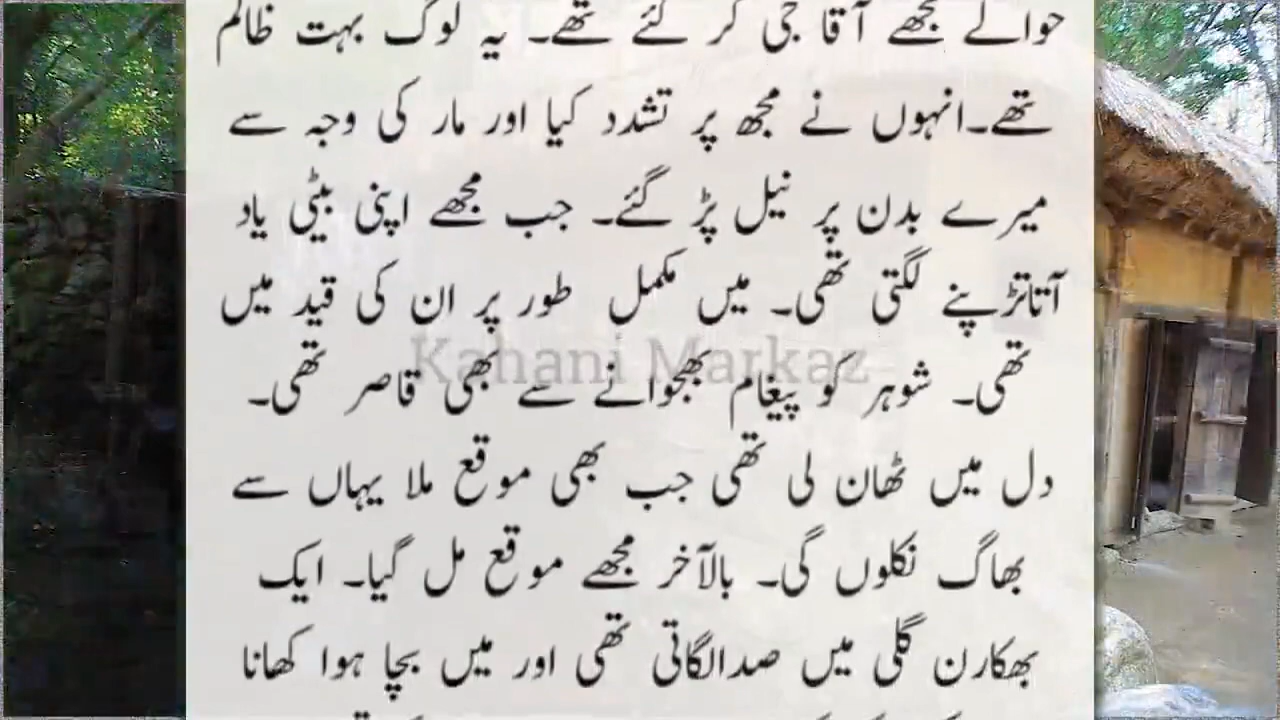 حوالے مجھے آقا جی کر گئے تھے۔ یہ لوگ بہت ظالم
تھے۔انہوں نے مجھ پر تشدد کیا اور مار کی وجہ سے
میرے بدن پر نیل پڑ گئے۔ جب مجھے اپنی بیٹی یاد
آتاتڑپنے لگتی تھی۔ میں مکمل طور پر ان کی قید میں
Kahani Markaz
تھی۔ شوہر کو پیغام بھجوانے سے بھی قاصر تھی۔
دل میں ٹھان لی تھی جب بھی موقع ملا یہاں سے
بھاگ نکلوں گی۔ بالآخر مجھے موقع مل گیا۔ ایک
بھکارن گلی میں صدالگاتی تھی اور میں بچا ہوا کھانا